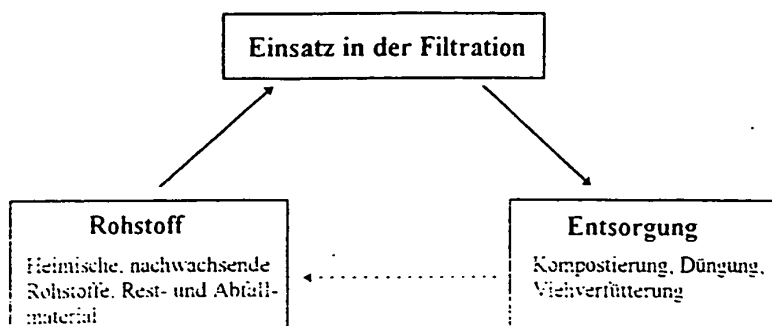 Einsatz in der Filtration
Rohstoff
Heimische, nachwachsende
Rohstoffe, Rest- und Abfall-
material
Entsorgung
Kompostierung, Düngung,
Viehverfütterung